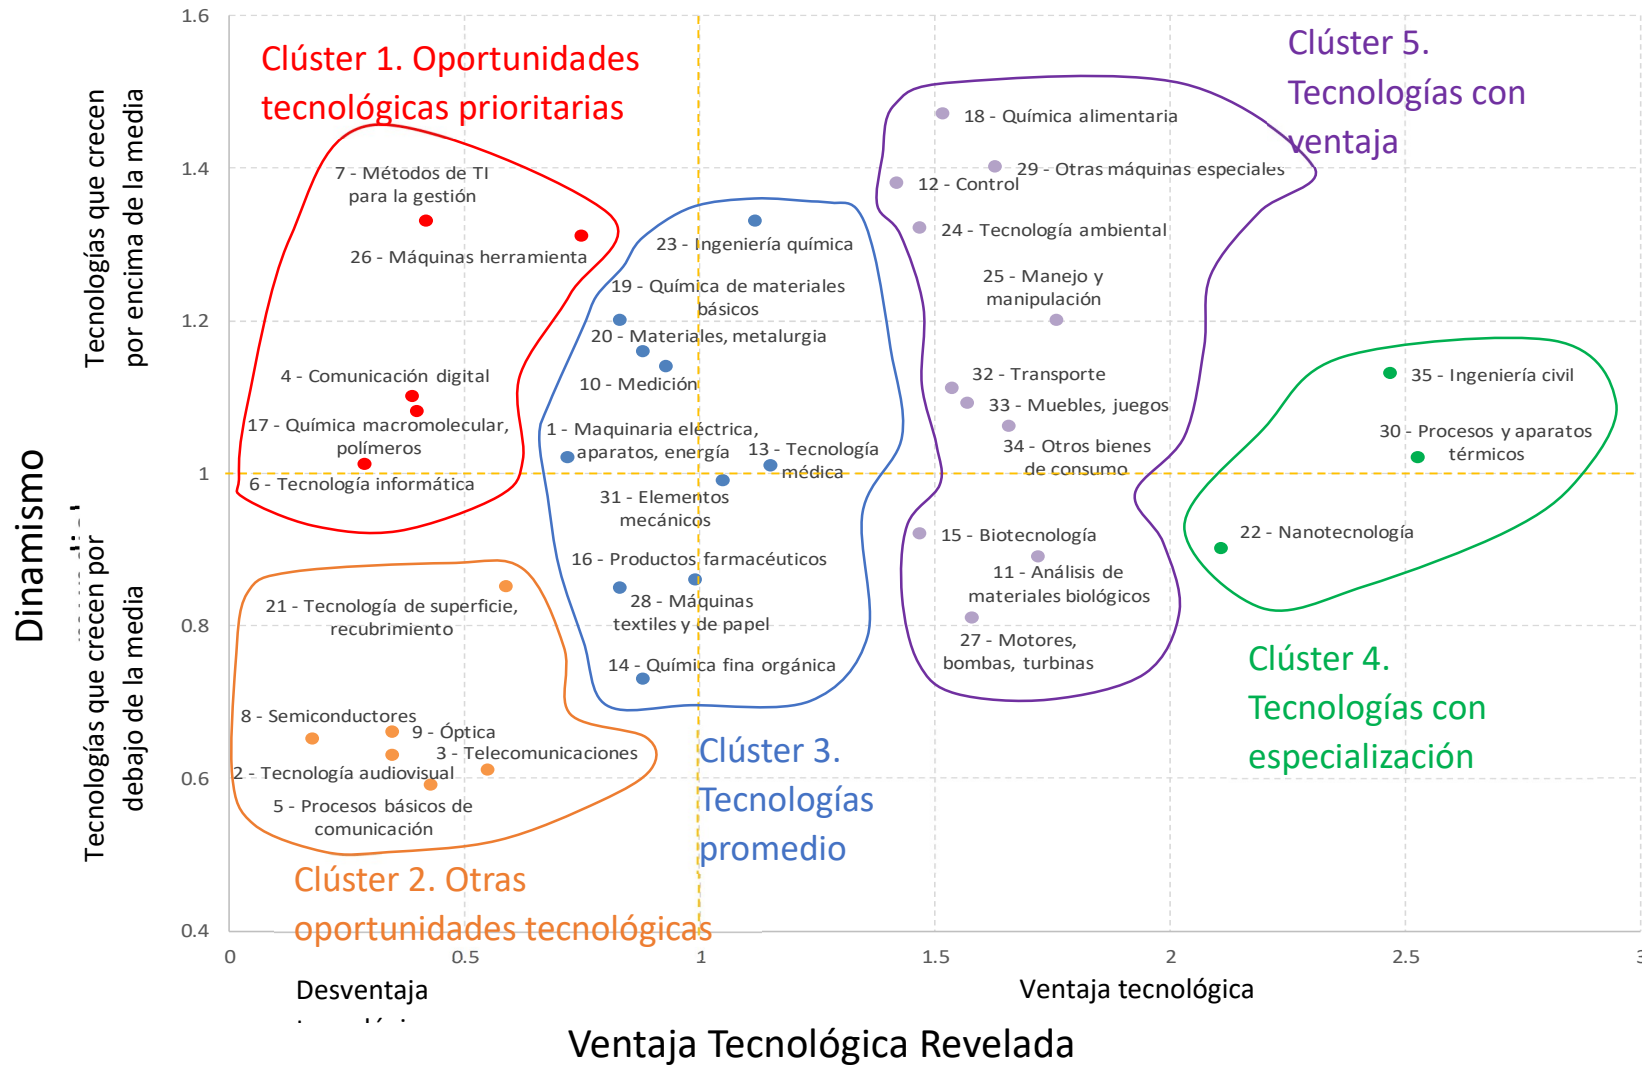 1.6
1.4
1.2
1
0.8
0.6
0.4
0
0.5
1
1.5
2
2.5
3
Dinamismo
Tecnologías que crecen
por encima de la media
Tecnologías que crecen por
debajo de la media
Clúster 1. Oportunidades
tecnológicas prioritarias
7 - Métodos de TI
para la gestión
26 - Máquinas herramienta
4 - Comunicación digital
17 - Química macromolecular,
polímeros
6 - Tecnología informática
21 - Tecnología de superficie,
recubrimiento
8 - Semiconductores
9 - Óptica
3 - Telecomunicaciones
2 - Tecnología audiovisual
5 - Procesos básicos de
comunicación
Clúster 2. Otras
oportunidades tecnológicas
23 - Ingeniería química
19 - Química de materiales
básicos
20 - Materiales, metalurgia
10 - Medición
1 - Maquinaria eléctrica,
aparatos, energía
13 - Tecnología
médica
31 - Elementos
mecánicos
16 - Productos farmacéuticos
28 - Máquinas
textiles y de papel
14 - Química fina orgánica
Clúster 3.
Tecnologías
promedio
Clúster 5.
Tecnologías con
ventaja
18 - Química alimentaria
29 - Otras máquinas especiales
12 - Control
24 - Tecnología ambiental
25 - Manejo y
manipulación
32 - Transporte
33 - Muebles, juegos
34 - Otros bienes
de consumo
15 - Biotecnología
11 - Análisis de
materiales biológicos
27 - Motores,
bombas, turbinas
35 - Ingeniería civil
30 - Procesos y aparatos
térmicos
22 - Nanotecnología
Clúster 4.
Tecnologías con
especialización
Desventaja
Ventaja tecnológica
Ventaja Tecnológica Revelada